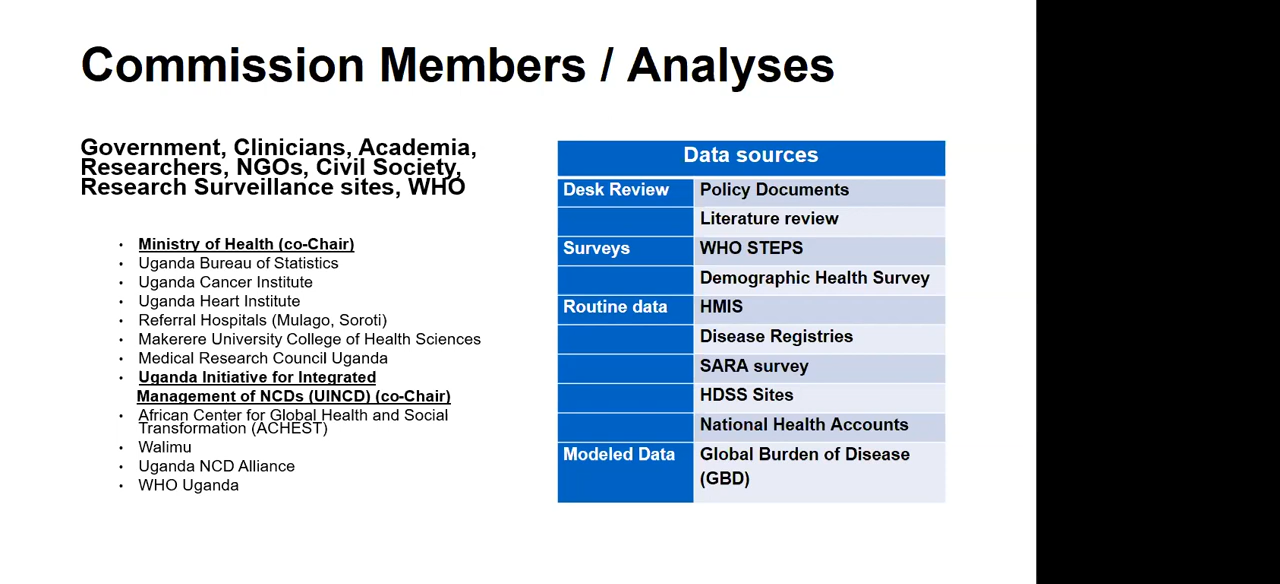 Commission Members / Analyses
Government, Clinicians, Academia,
Researchers, NGOs, Civil Society,
Research Surveillance sites, WHO
• Ministry of Health (co-Chair)
• Uganda Bureau of Statistics
• Uganda Cancer Institute
• Uganda Heart Institute
• Referral Hospitals (Mulago, Soroti)
• Makerere University College of Health Sciences
• Medical Research Council Uganda
• Uganda Initiative for Integrated
Management of NCDs (UINCD) (co-Chair)
• African Center for Global Health and Social
Transformation (ACHEST)
• Walimu
• Uganda NCD Alliance
• WHO Uganda
Data sources
Desk Review Policy Documents
Literature review
Surveys WHO STEPS
Demographic Health Survey
Routine data HMIS
Disease Registries
SARA survey
HDSS Sites
National Health Accounts
Modeled Data Global Burden of Disease
(GBD)